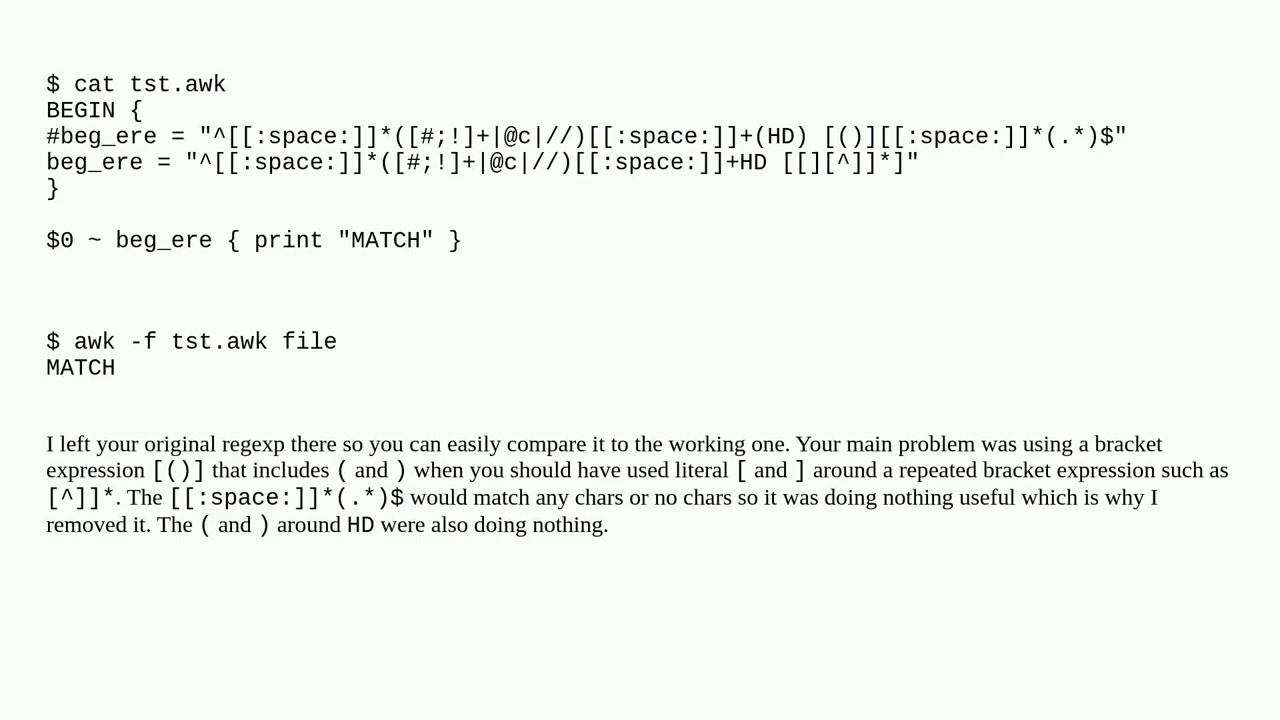 $ cat tst.awk
BEGIN {
#beg_ere = "^[[:space:]]*([#;!]+|@c|//)[[:space:]]+(HD) [()][[:space:]]*(.*)$"
beg_ere = "^[[:space:]]*([#;!]+|@c|//)[[:space:]]+HD [[][^]]*]"
}
$0 ~ beg_ere { print "MATCH" }
$ awk -f tst.awk file
MATCH
I left your original regexp there so you can easily compare it to the working one. Your main problem was using a bracket
expression [()] that includes ( and ) when you should have used literal [ and ] around a repeated bracket expression such as
[^]]*. The [[:space:]]*(.*)$ would match any chars or no chars so it was doing nothing useful which is why I
removed it. The ( and ) around HD were also doing nothing.